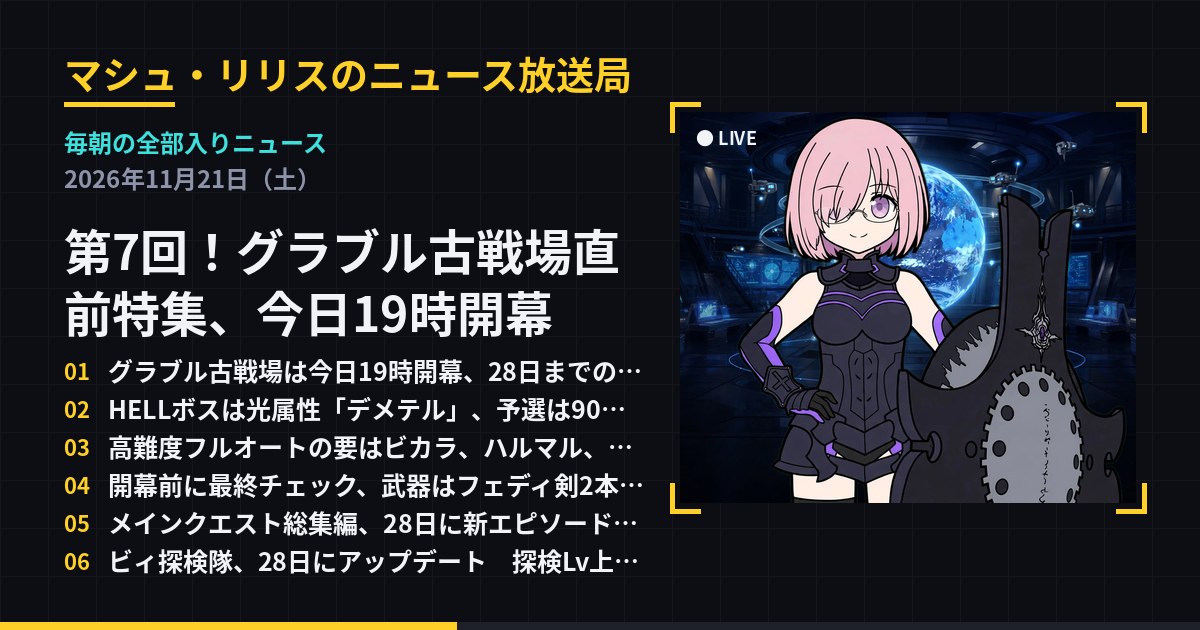 マシュ・リリスのニュース放送局
毎朝の全部入りニュース
2026年11月21日（土）
LIVE
第7回！グラブル古戦場直
前特集、今日19時開幕
01 グラブル古戦場は今日19時開幕、28日までの…
02 HELLボスは光属性「デメテル」、予選は90…
03 高難度フルオートの要はビカラ、ハルマル、…
04 開幕前に最終チェック、武器はフェディ剣2本…
05 メインクエスト総集編、28日に新エピソード…
06 ビィ探検隊、28日にアップデート　探検Lv上…